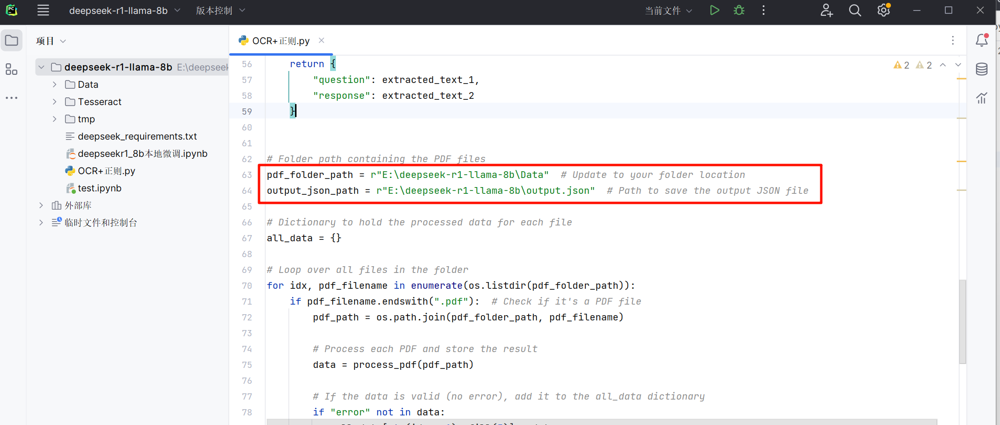 PC
deepseek-r1-llama-8b
版本控制
当前文件
项目
OCR+正则.py
deepseek-r1-llama-8b E:\deepseek
Data
Tesseract
tmp
deepseek_requirements.txt
deepseekr1_8b本地微调.ipynb
OCR+正则.py
test.ipynb
外部库
临时文件和控制台
2 2
56 return {
57 "question": extracted_text_1,
58 "response": extracted_text_2
59 }
60
61
62 # Folder path containing the PDF files
63 pdf_folder_path = r"E:\deepseek-r1-llama-8b\Data" # Update to your folder location
64 output_json_path = r"E:\deepseek-r1-llama-8b\output.json" # Path to save the output JSON file
65
66 # Dictionary to hold the processed data for each file
67 all_data = {}
68
69 # Loop over all files in the folder
70 for idx, pdf_filename in enumerate(os.listdir(pdf_folder_path)):
71 if pdf_filename.endswith(".pdf"): # Check if it's a PDF file
72 pdf_path = os.path.join(pdf_folder_path, pdf_filename)
73
74 # Process each PDF and store the result
75 data = process_pdf(pdf_path)
76
77 # If the data is valid (no error), add it to the all_data dictionary
78 if "error" not in data: